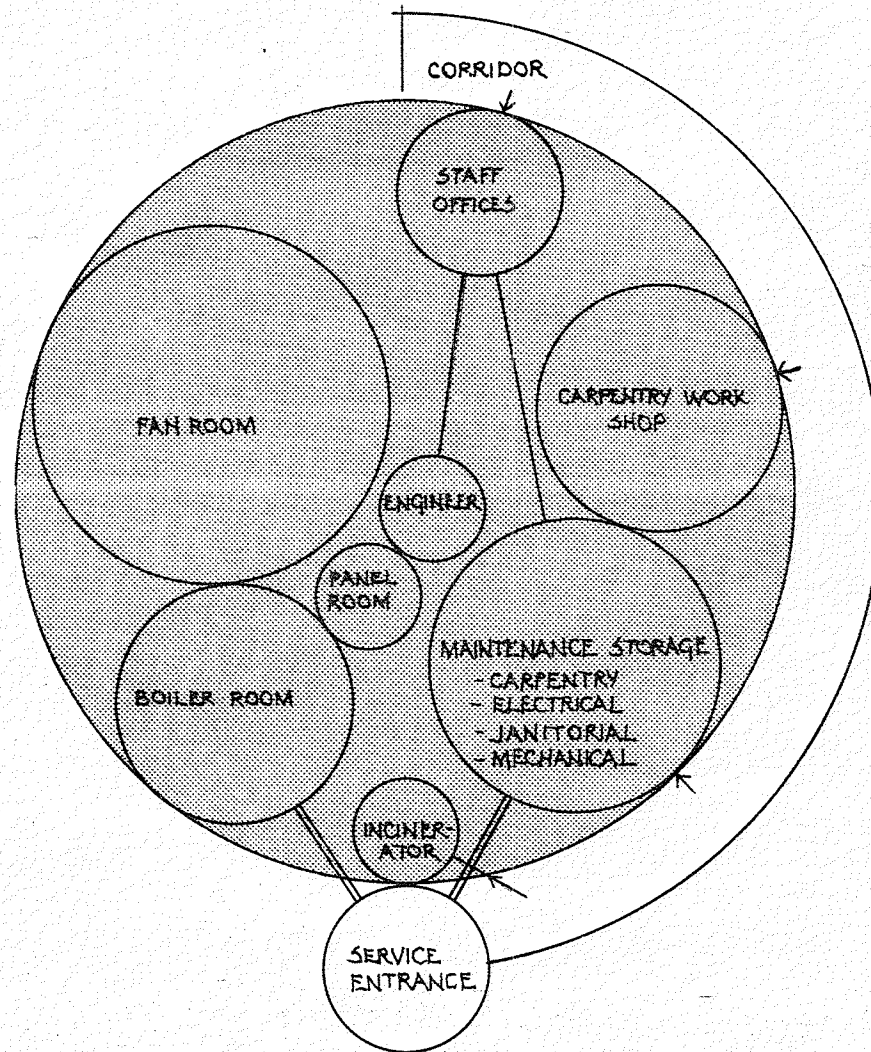 CORRIDOR
STAFF
OFFICES
CARPENTRY WORK
SHOP
FAN ROOM
ENGINEER
PANEL
ROOM
MAINTENANCE STORAGE
- CARPENTRY
- ELECTRICAL
- JANITORIAL
- MECHANICAL
BOILER ROOM
INCINER-
ATOR
SERVICE
ENTRANCE